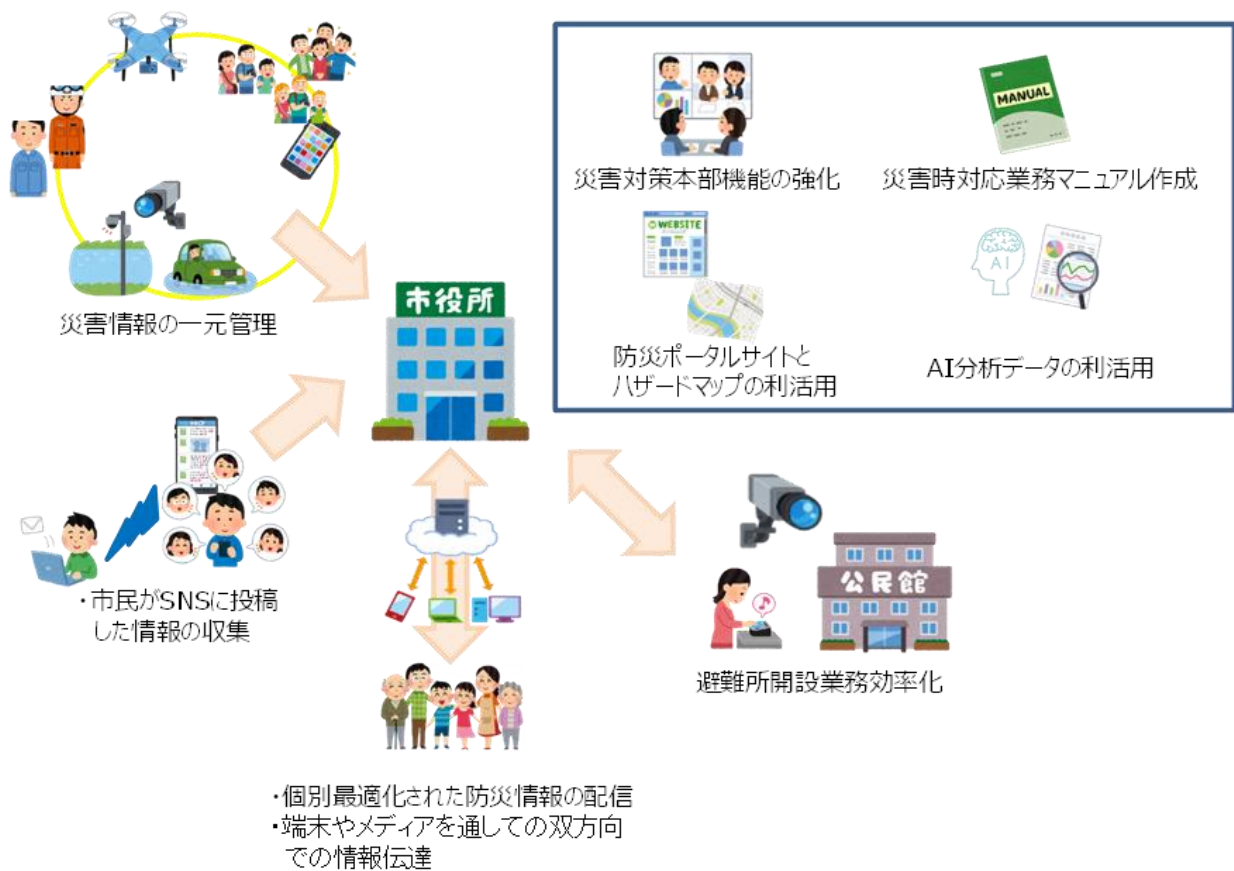 MANUAL
災害対策本部機能の強化
災害時対応業務マニュアル作成
WEBSITE
AI
防災ポータルサイトと
ハザードマップの利活用
AI分析データの利活用
災害情報の一元管理
市役所
・市民がSNSに投稿
した情報の収集
公民館
避難所開設業務効率化
・個別最適化された防災情報の配信
・端末やメディアを通しての双方向
での情報伝達